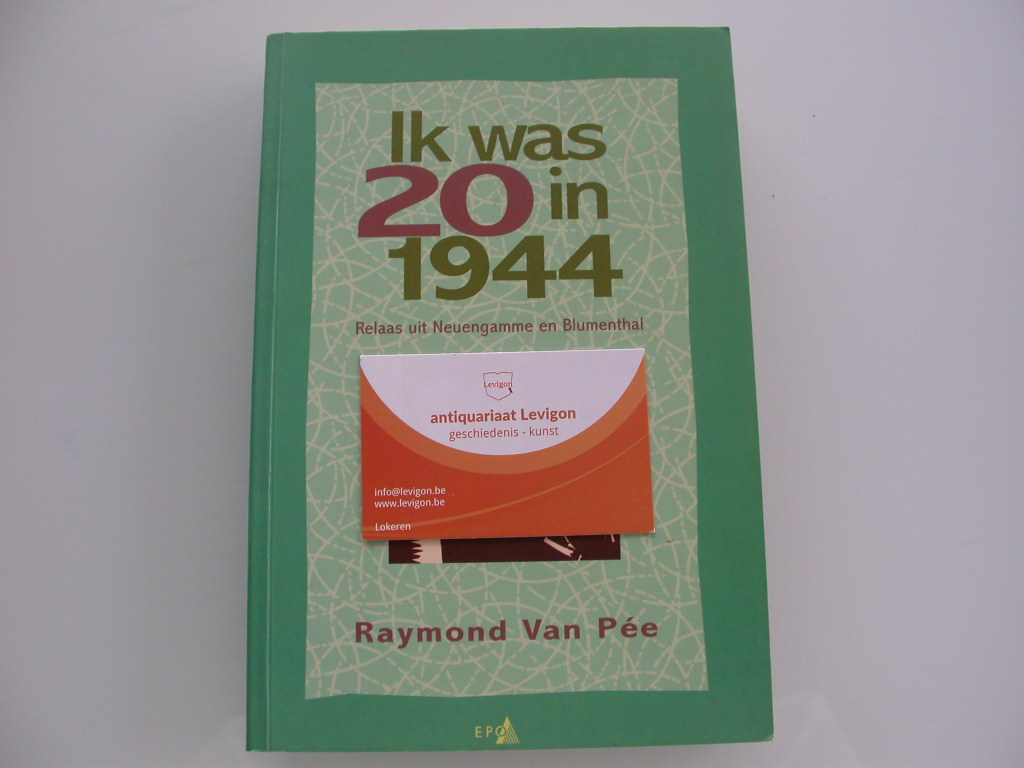 Ik was
20 in
1944
Relaas uit Neuengamme en Blumenthal
Levigon
antiquariaat Levigon
geschiedenis - kunst
info@levigon.be
www.levigon.be
Lokeren
Raymond Van Pée
EPO